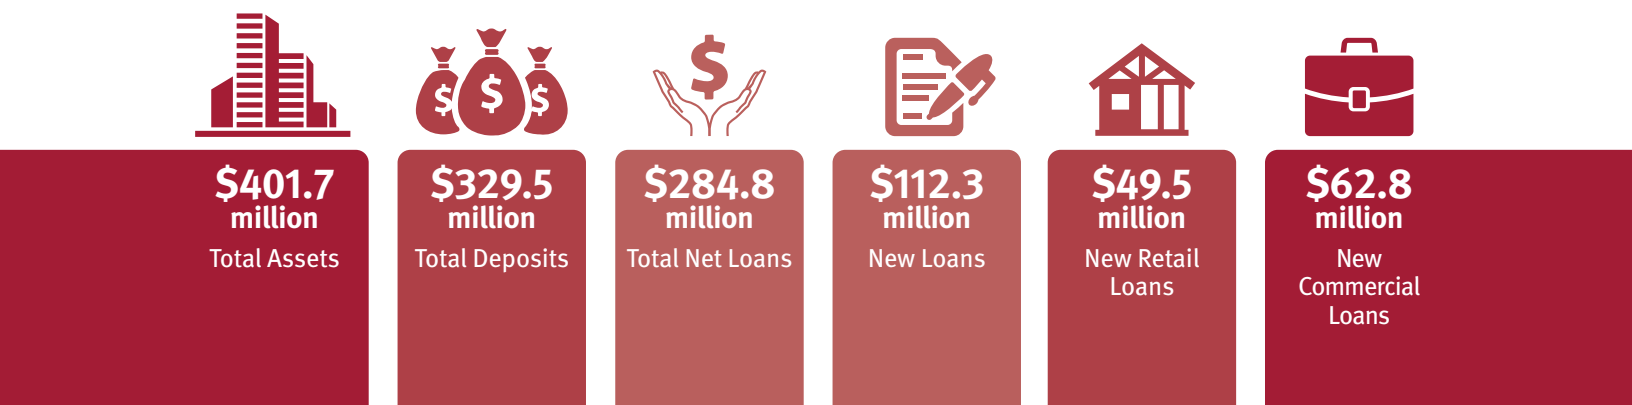 $401.7
million
Total Assets
$329.5
million
Total Deposits
$284.8
million
Total Net Loans
$112.3
million
New Loans
$49.5
million
New Retail
Loans
$62.8
million
New
Commercial
Loans